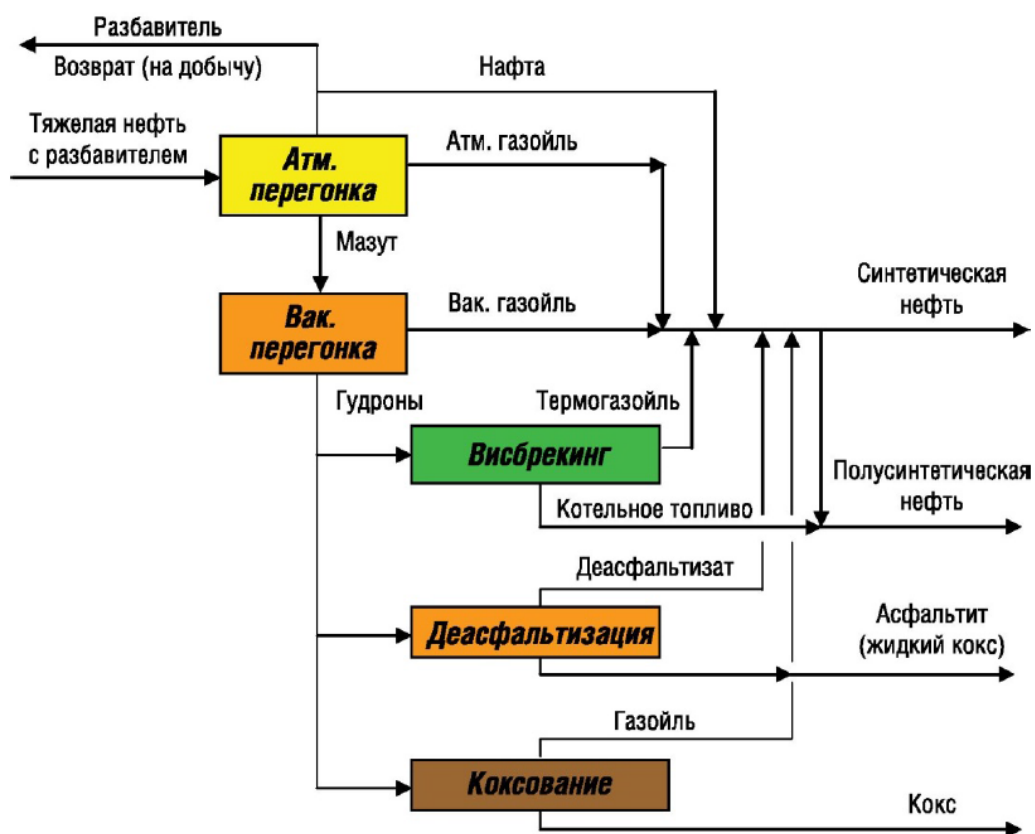 Разбавитель
Возврат (на добычу)
Нафта
Тяжелая нефть
с разбавителем
Атм.
перегонка
Атм. газойль
Мазут
Вак.
перегонка
Вак. газойль
Синтетическая
нефть
Гудроны
Термогазойль
Висбрекинг
Котельное топливо
Полусинтетическая
нефть
Деасфальтизат
Деасфальтизация
Асфальтит
(жидкий кокс)
Газойль
Коксование
Кокс